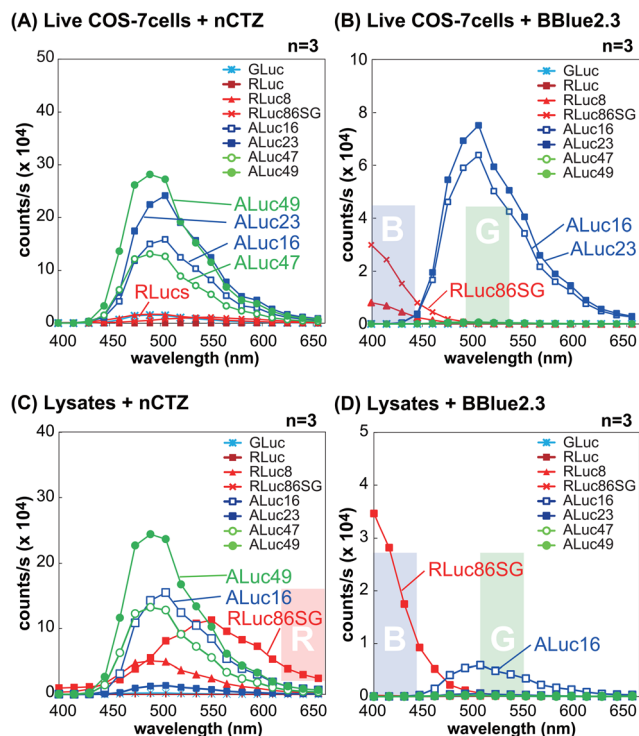 (A) Live COS-7cells + nCTZ
n=3
counts/s (x 10⁴)
50
40
30
20
10
0
GLuc
RLuc
RLuc8
RLuc86SG
ALuc16
ALuc23
ALuc47
ALuc49
ALuc49
ALuc23
ALuc16
ALuc47
RLucs
400 450 500 550 600 650
wavelength (nm)
(B) Live COS-7cells + BBlue2.3
n=3
counts/s (x 10⁴)
10
8
6
4
2
0
GLuc
RLuc
RLuc8
RLuc86SG
ALuc16
ALuc23
ALuc47
ALuc49
B
G
ALuc16
ALuc23
RLuc86SG
400 450 500 550 600 650
wavelength (nm)
(C) Lysates + nCTZ
n=3
counts/s (x 10⁴)
40
30
20
10
0
GLuc
RLuc
RLuc8
RLuc86SG
ALuc16
ALuc23
ALuc47
ALuc49
ALuc49
ALuc16
RLuc86SG
R
400 450 500 550 600 650
wavelength (nm)
(D) Lysates + BBlue2.3
n=3
counts/s (x 10⁴)
5
4
3
2
1
0
GLuc
RLuc
RLuc8
RLuc86SG
ALuc16
ALuc23
ALuc47
ALuc49
RLuc86SG
B
G
ALuc16
400 450 500 550 600 650
wavelength (nm)